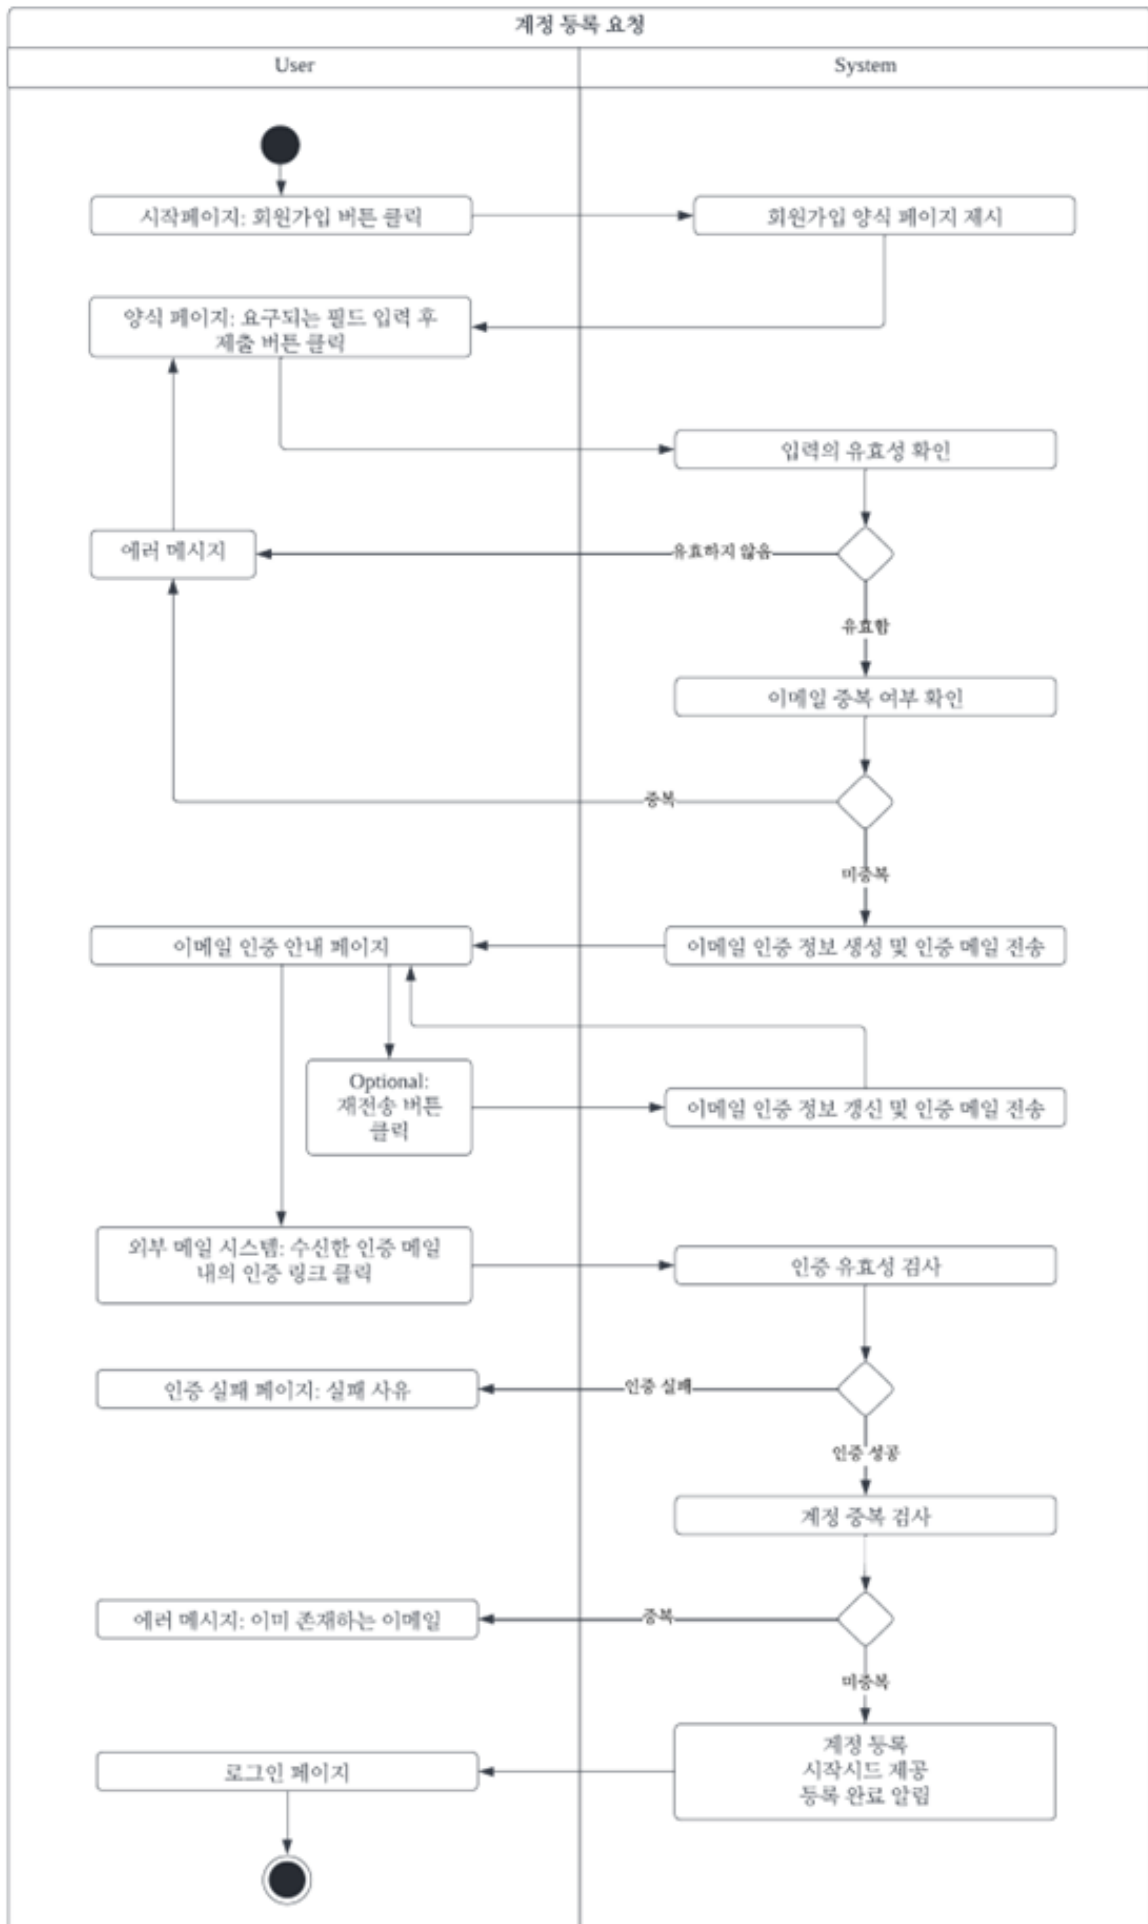 계정 등록 요청
User
System
시작페이지: 회원가입 버튼 클릭
회원가입 양식 페이지 제시
양식 페이지: 요구되는 필드 입력 후
제출 버튼 클릭
입력의 유효성 확인
에러 메시지
유효하지 않음
유효함
이메일 중복 여부 확인
중복
미중복
이메일 인증 안내 페이지
이메일 인증 정보 생성 및 인증 메일 전송
Optional:
재전송 버튼
클릭
이메일 인증 정보 갱신 및 인증 메일 전송
외부 메일 시스템: 수신한 인증 메일
내의 인증 링크 클릭
인증 유효성 검사
인증 실패 페이지: 실패 사유
인증 실패
인증 성공
계정 중복 검사
에러 메시지: 이미 존재하는 이메일
중복
미중복
계정 등록
시작시드 제공
등록 완료 알림
로그인 페이지